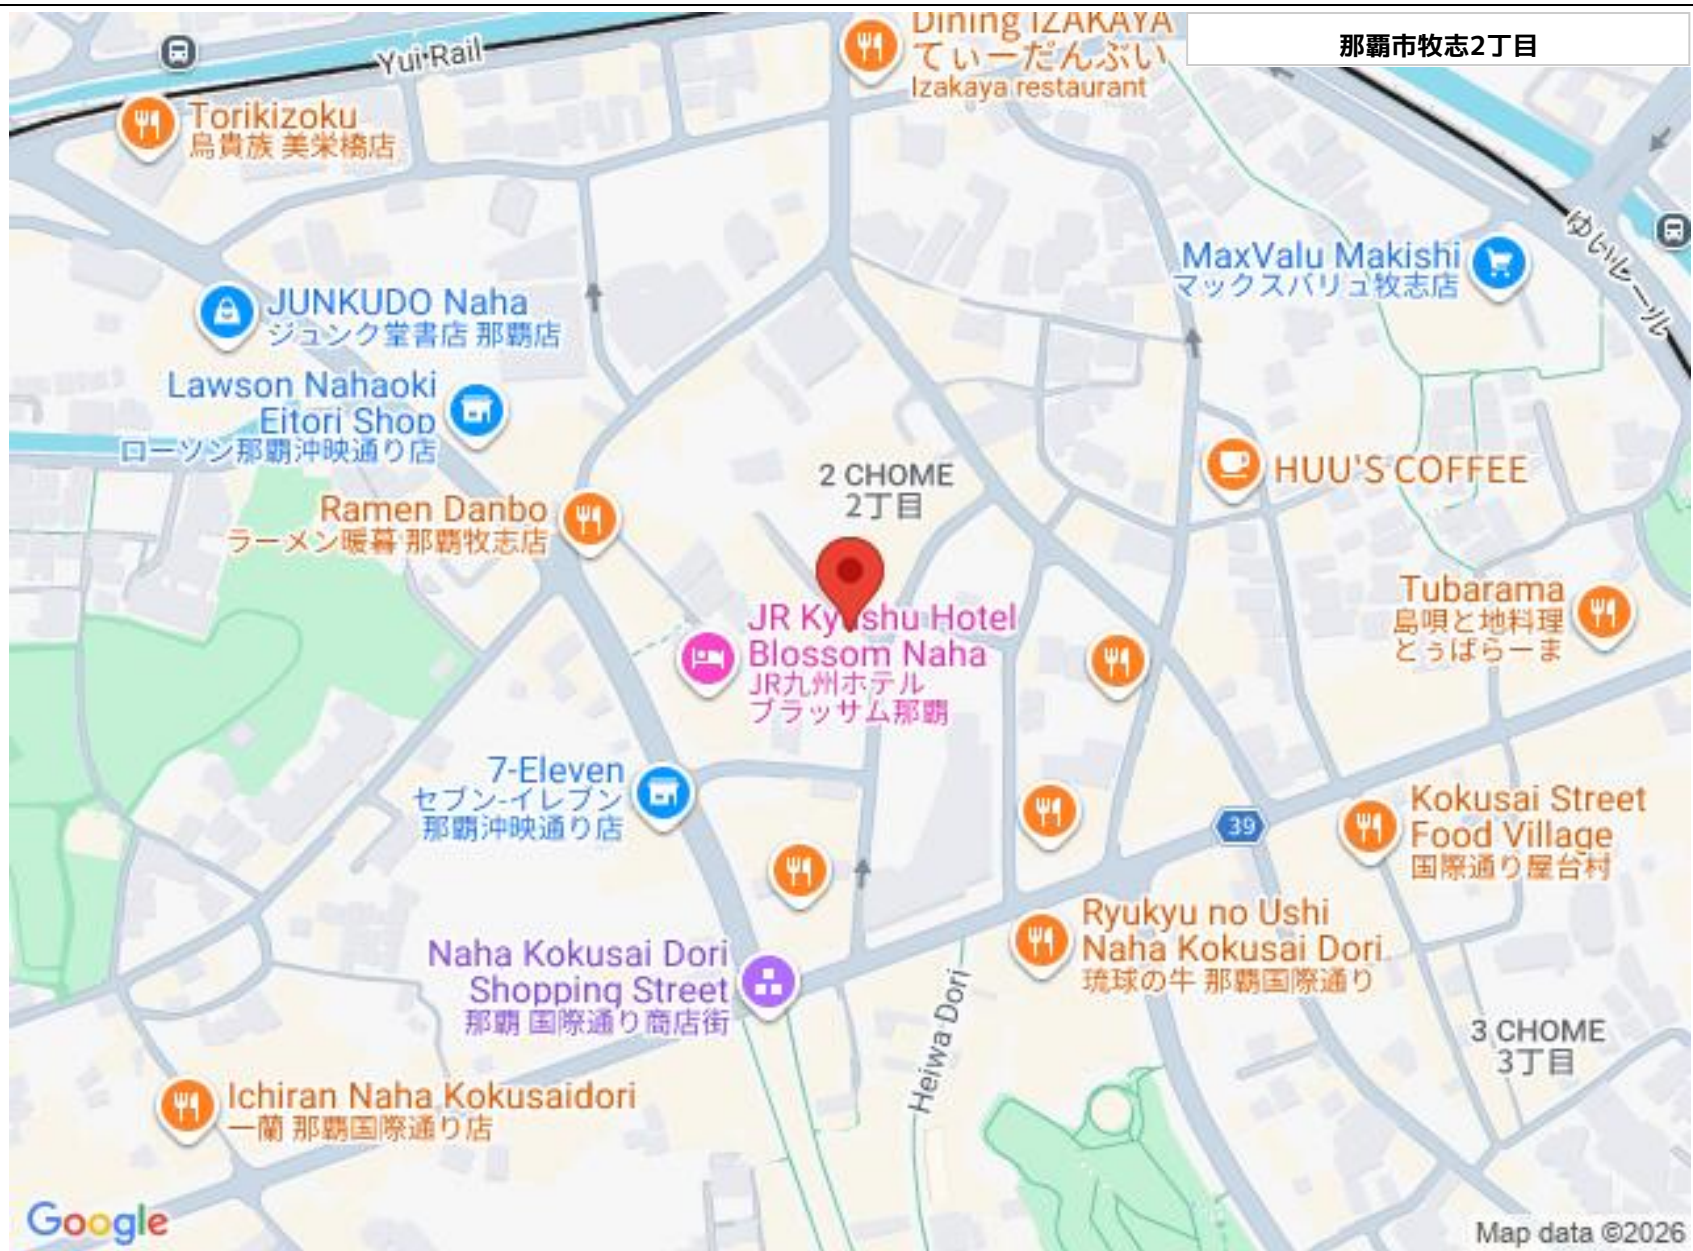 Dining IZAKAYA
てぃーだんぶい
Izakaya restaurant
那覇市牧志2丁目
Yui Rail
Torikizoku
鳥貴族 美栄橋店
ゆいレール
MaxValu Makishi
マックスバリュ牧志店
JUNKUDO Naha
ジュンク堂書店 那覇店
Lawson Nahaoki
Eitori Shop
ローソン那覇沖映通り店
2 CHOME
2丁目
HUU'S COFFEE
Ramen Danbo
ラーメン暖暮 那覇牧志店
Tubarama
島唄と地料理
とぅばらーま
JR Kyushu Hotel
Blossom Naha
JR九州ホテル
ブラッサム那覇
7-Eleven
セブン-イレブン
那覇沖映通り店
39
Kokusai Street
Food Village
国際通り屋台村
Ryukyu no Ushi
Naha Kokusai Dori
琉球の牛 那覇国際通り
Naha Kokusai Dori
Shopping Street
那覇 国際通り商店街
Heiwa Dori
3 CHOME
3丁目
Ichiran Naha Kokusaidori
一蘭 那覇国際通り店
Google
Map data ©2026